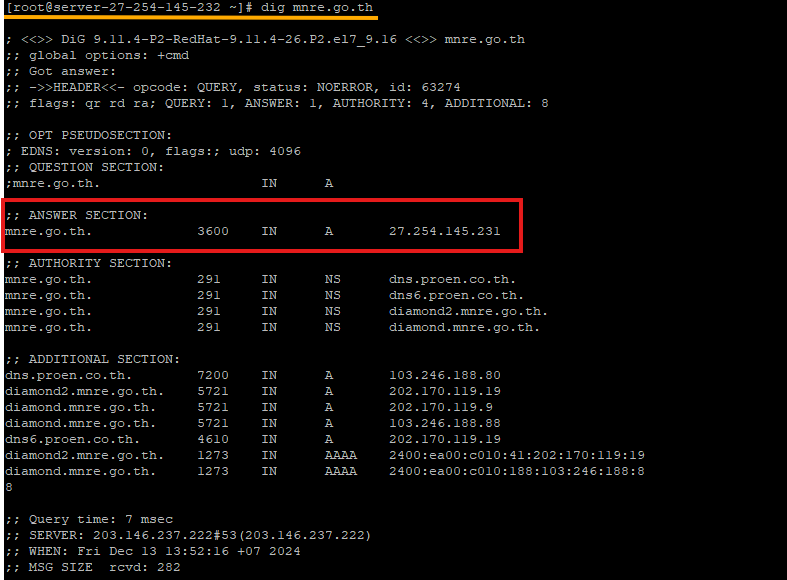 [root@server-27-254-145-232 ~]# dig mnre.go.th
; <<>> DiG 9.11.4-P2-RedHat-9.11.4-26.P2.el7_9.16 <<>> mnre.go.th
;; global options: +cmd
;; Got answer:
;; ->>HEADER<<- opcode: QUERY, status: NOERROR, id: 63274
;; flags: qr rd ra; QUERY: 1, ANSWER: 1, AUTHORITY: 4, ADDITIONAL: 8
;; OPT PSEUDOSECTION:
; EDNS: version: 0, flags:; udp: 4096
;; QUESTION SECTION:
;mnre.go.th. IN A
;; ANSWER SECTION:
mnre.go.th. 3600 IN A 27.254.145.231
;; AUTHORITY SECTION:
mnre.go.th. 291 IN NS dns.proen.co.th.
mnre.go.th. 291 IN NS dns6.proen.co.th.
mnre.go.th. 291 IN NS diamond2.mnre.go.th.
mnre.go.th. 291 IN NS diamond.mnre.go.th.
;; ADDITIONAL SECTION:
dns.proen.co.th. 7200 IN A 103.246.188.80
diamond2.mnre.go.th. 5721 IN A 202.170.119.19
diamond.mnre.go.th. 5721 IN A 202.170.119.9
diamond.mnre.go.th. 5721 IN A 103.246.188.88
dns6.proen.co.th. 4610 IN A 202.170.119.19
diamond2.mnre.go.th. 1273 IN AAAA 2400:ea00:c010:41:202:170:119:19
diamond.mnre.go.th. 1273 IN AAAA 2400:ea00:c010:188:103:246:188:8
8
;; Query time: 7 msec
;; SERVER: 203.146.237.222#53(203.146.237.222)
;; WHEN: Fri Dec 13 13:52:16 +07 2024
;; MSG SIZE rcvd: 282